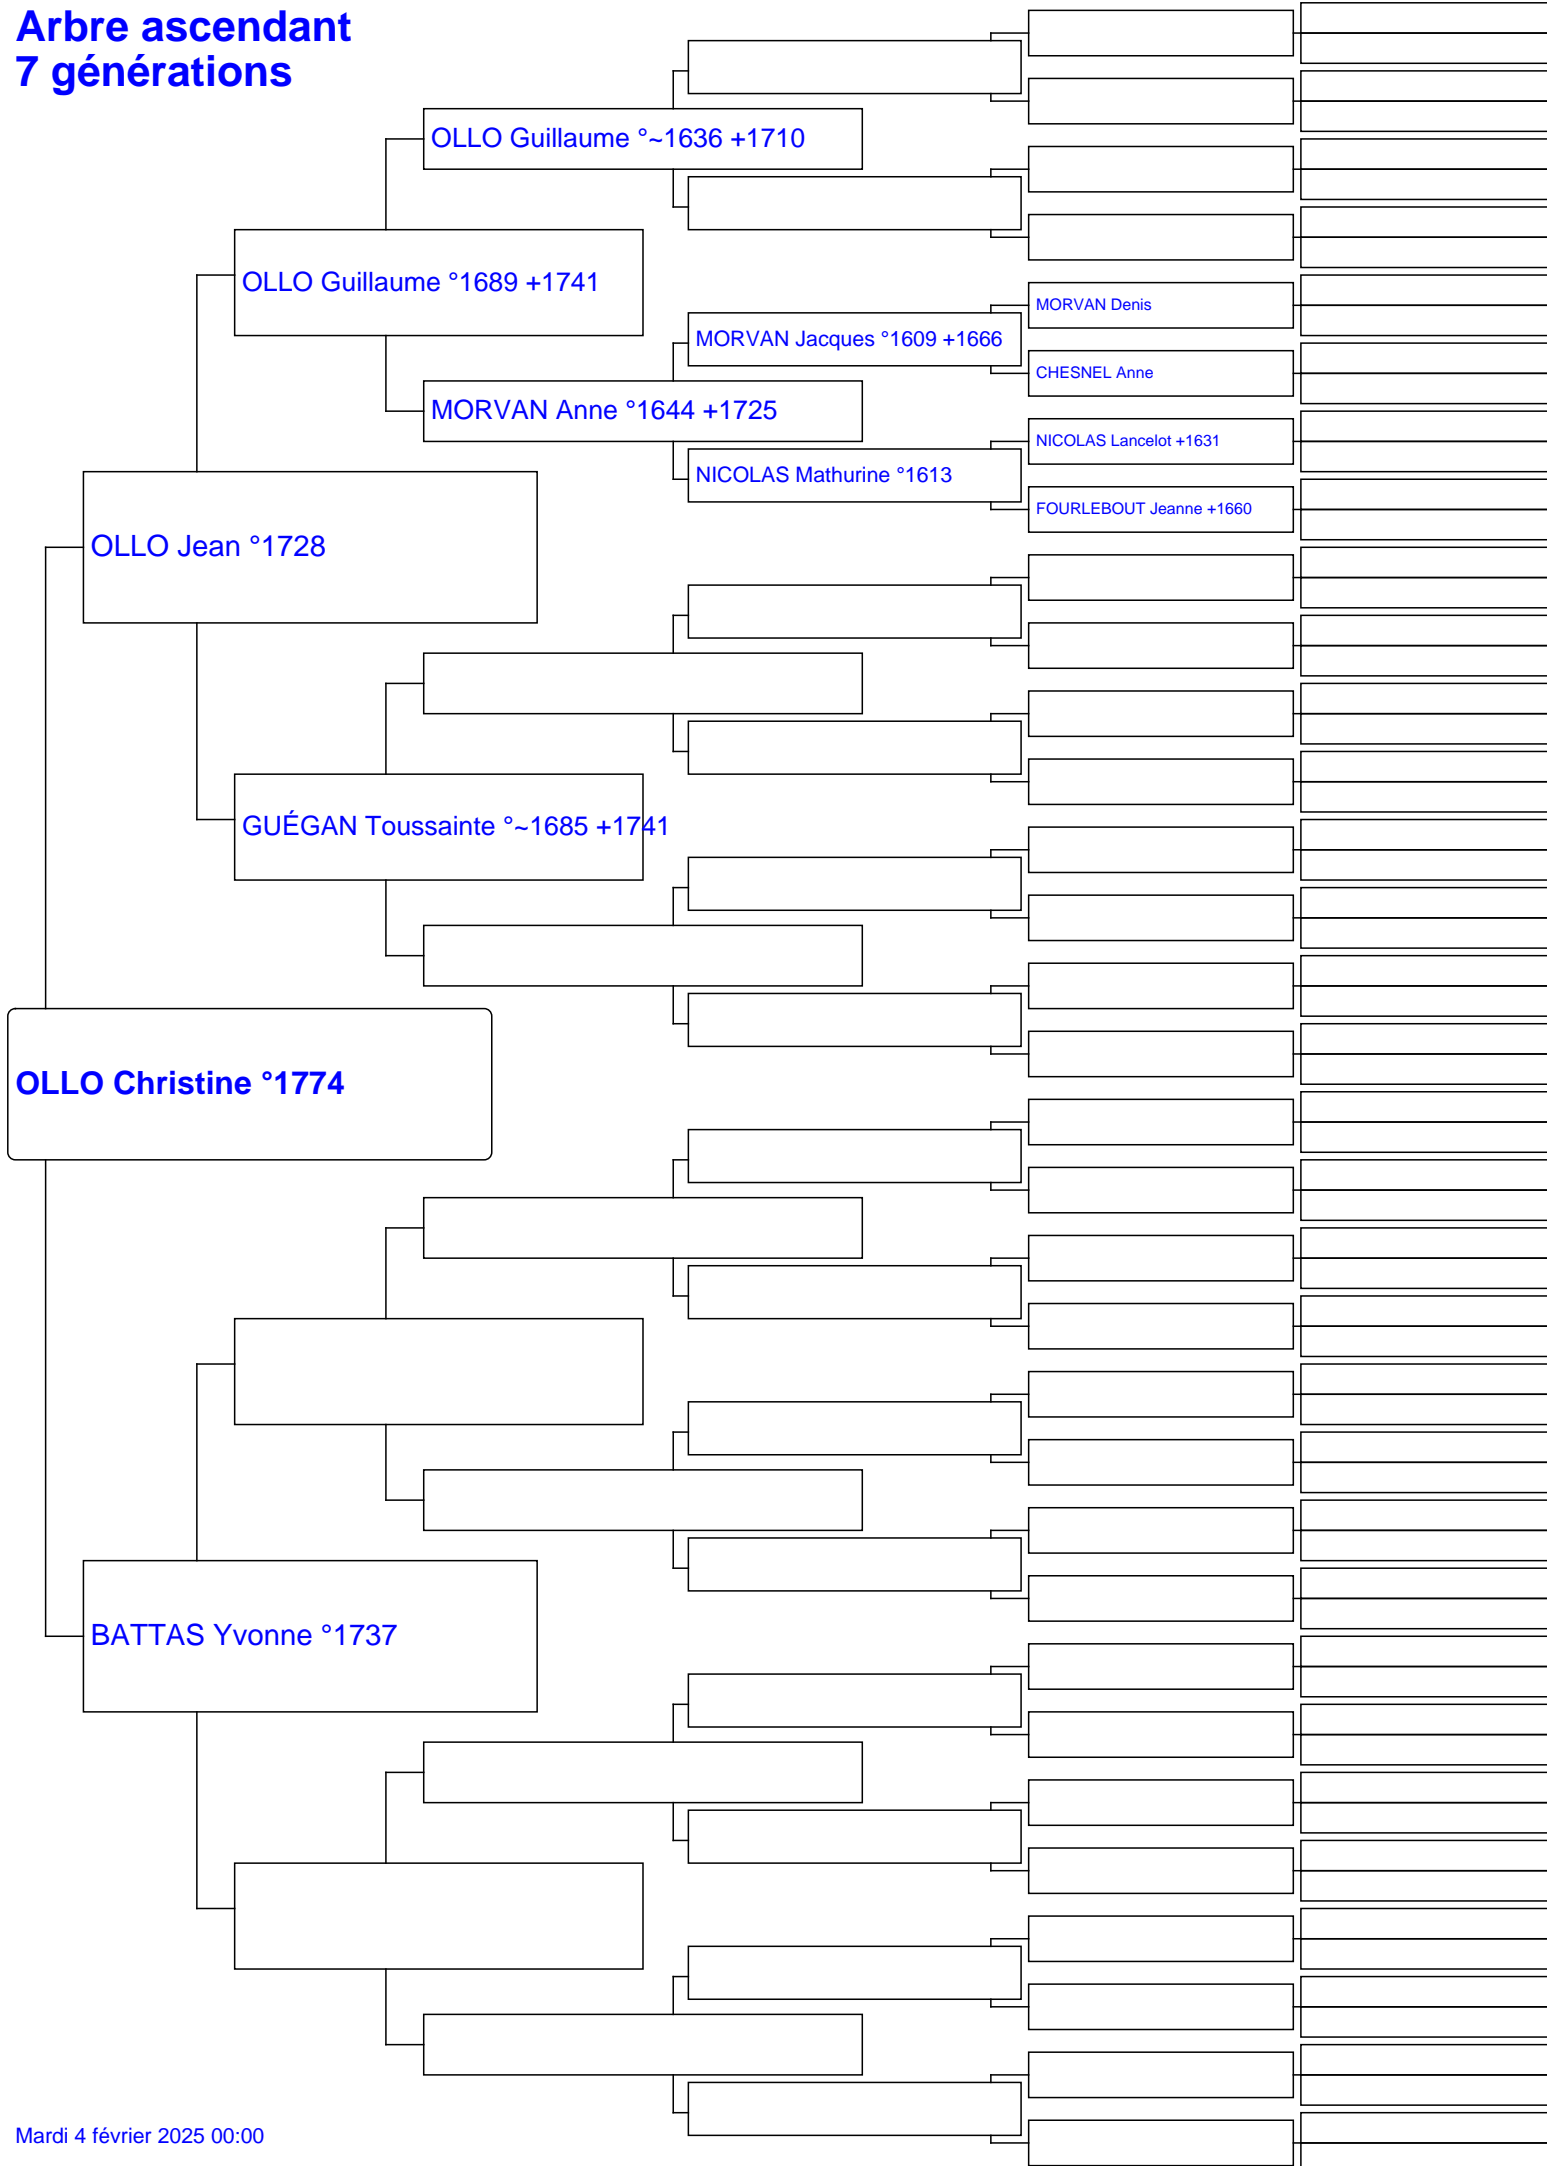 Arbre ascendant
7 générations
OLLO Guillaume °~1636 +1710
OLLO Guillaume °1689 +1741
MORVAN Denis
MORVAN Jacques °1609 +1666
CHESNEL Anne
MORVAN Anne °1644 +1725
NICOLAS Lancelot +1631
NICOLAS Mathurine °1613
FOURLEBOUT Jeanne +1660
OLLO Jean °1728
GUÉGAN Toussainte °~1685 +1741
OLLO Christine °1774
BATTAS Yvonne °1737
Mardi 4 février 2025 00:00